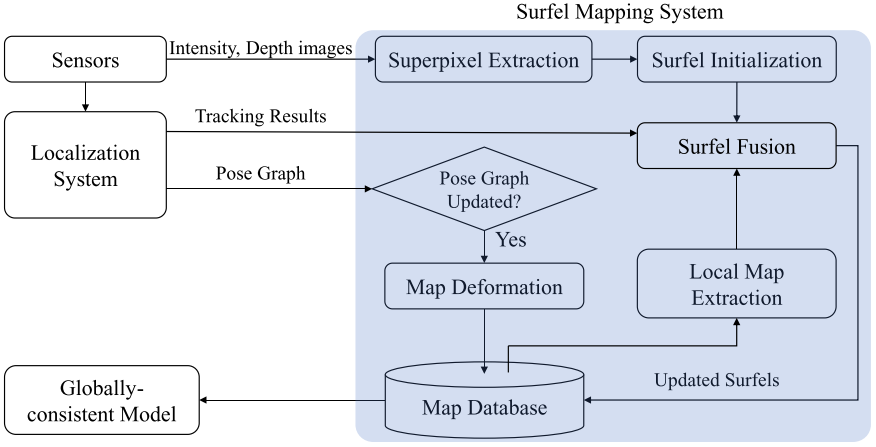 Surfel Mapping System
Sensors
Intensity, Depth images
Superpixel Extraction
Surfel Initialization
Localization
System
Tracking Results
Surfel Fusion
Pose Graph
Pose Graph
Updated?
Yes
Map Deformation
Local Map
Extraction
Globally-
consistent Model
Map Database
Updated Surfels